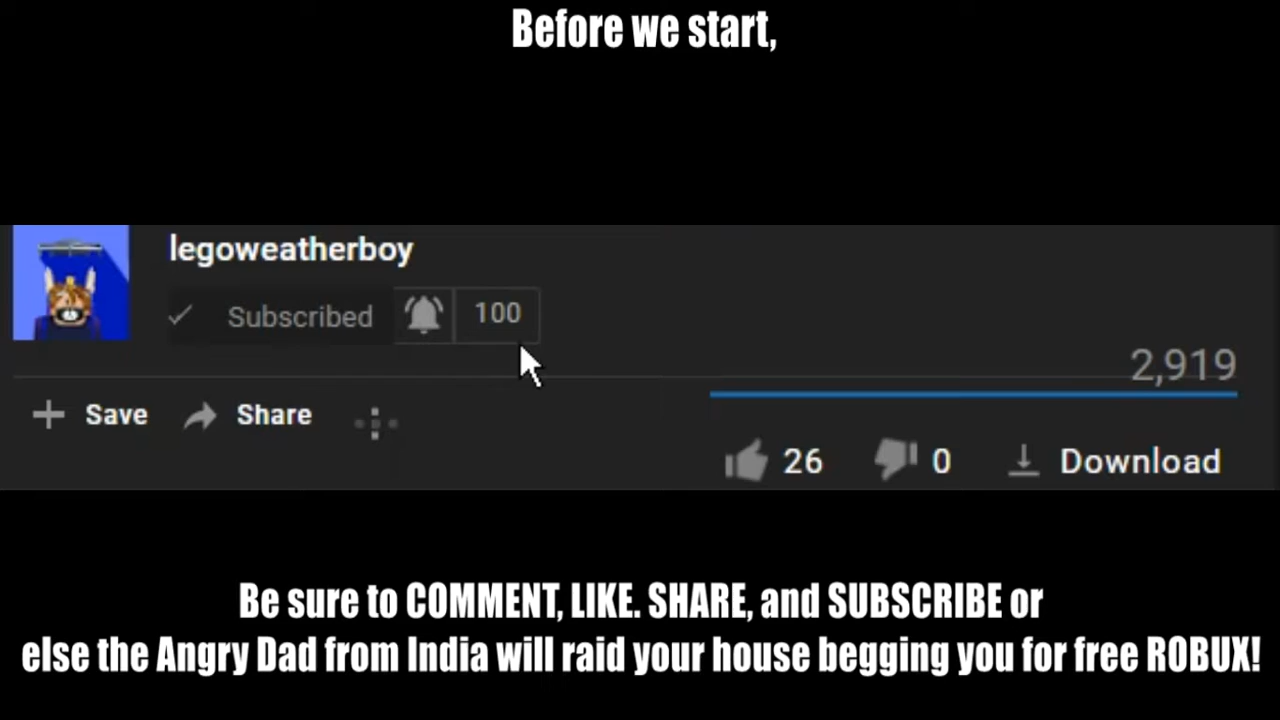 Before we start,
legoweatherboy
Subscribed 100
2,919
Save Share
26 0 Download
Be sure to COMMENT, LIKE. SHARE, and SUBSCRIBE or
else the Angry Dad from India will raid your house begging you for free ROBUX!